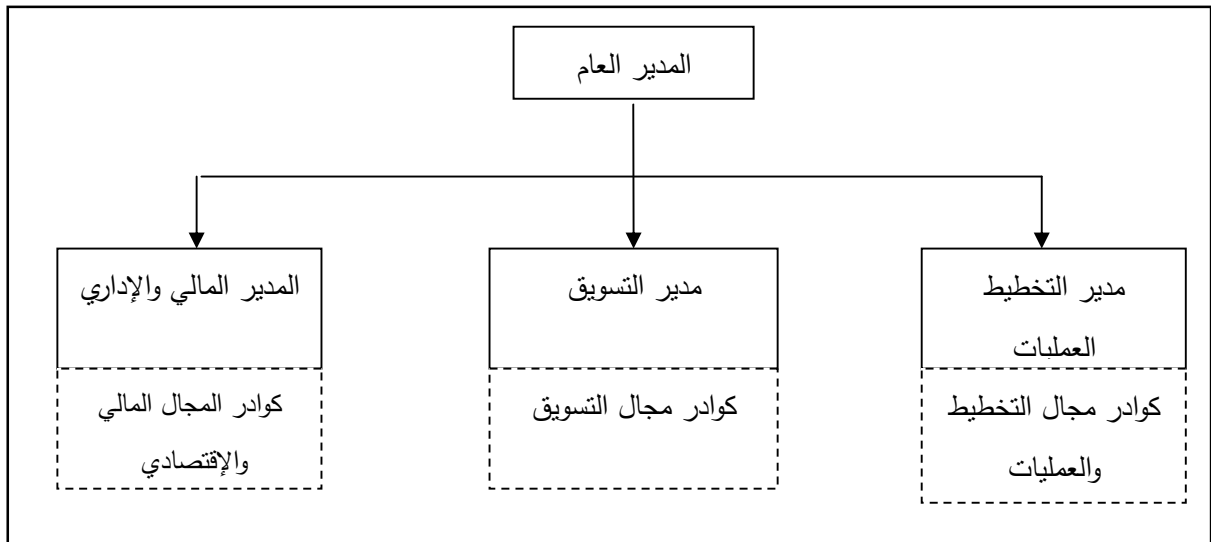 المدير العام
مدير التخطيط
العمليات
كوادر مجال التخطيط
والعمليات
مدير التسويق
كوادر مجال التسويق
المدير المالي والإداري
كوادر المجال المالي
والإقتصادي